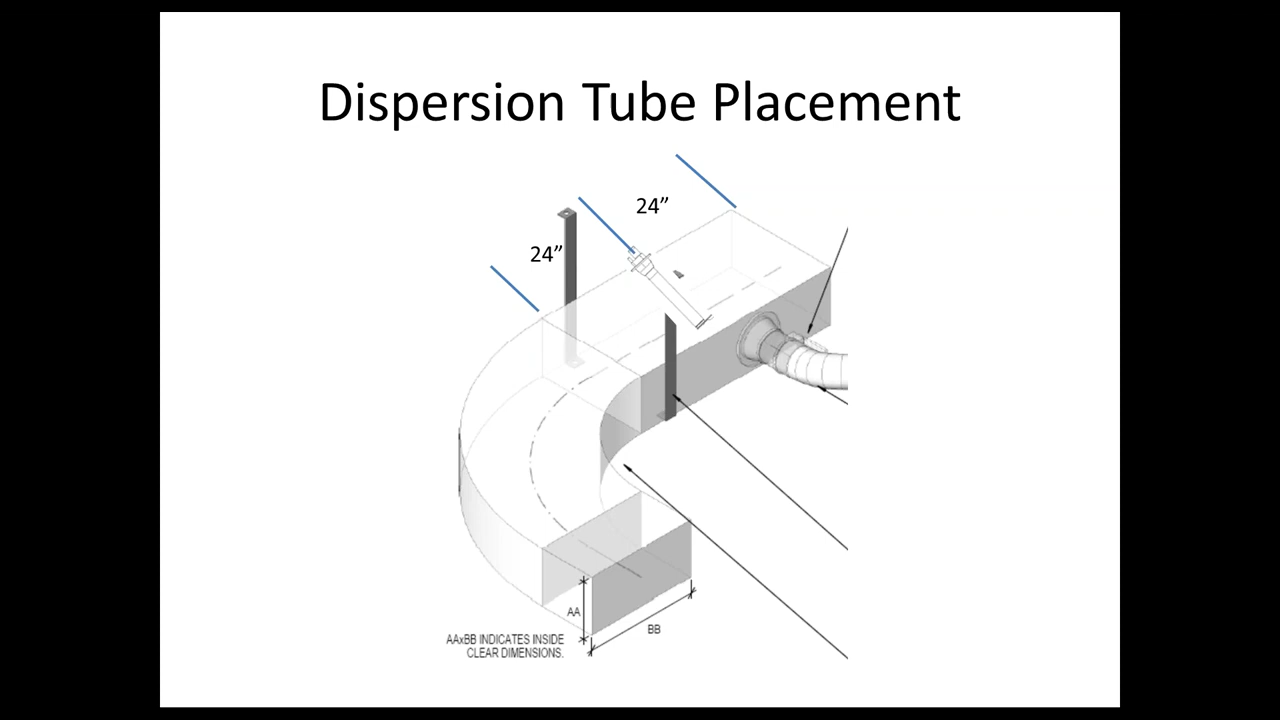 Dispersion Tube Placement
24”
24”
AA
BB
AAxBB INDICATES INSIDE
CLEAR DIMENSIONS.